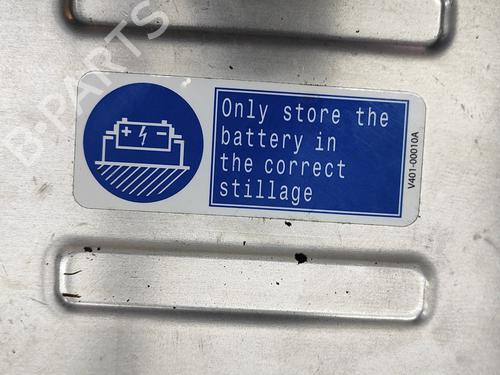 B-PARTS
Only store the
battery in
the correct
stillage
V401-00010A